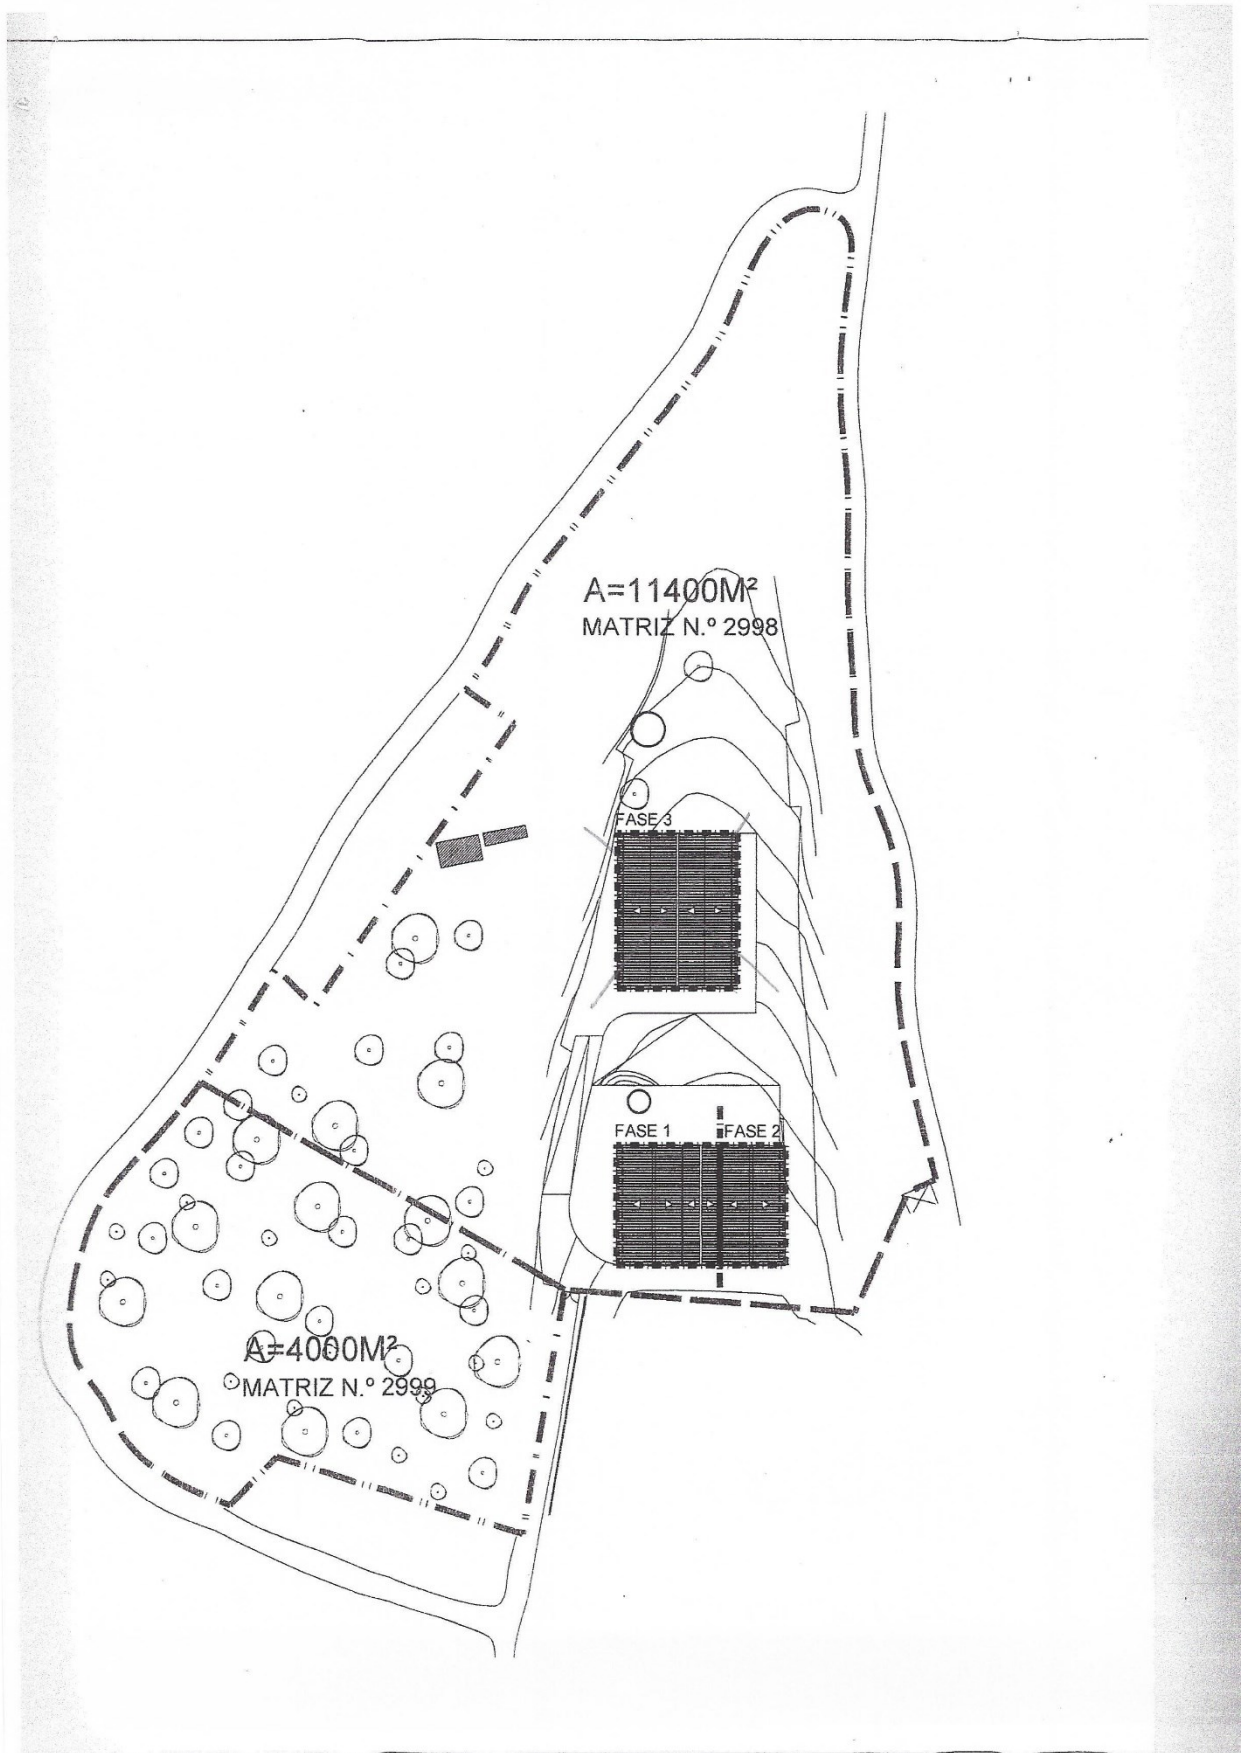 A=11400M²
MATRIZ N.º 2998
FASE 3
FASE 1
FASE 2
A=4000M²
MATRIZ N.º 2999